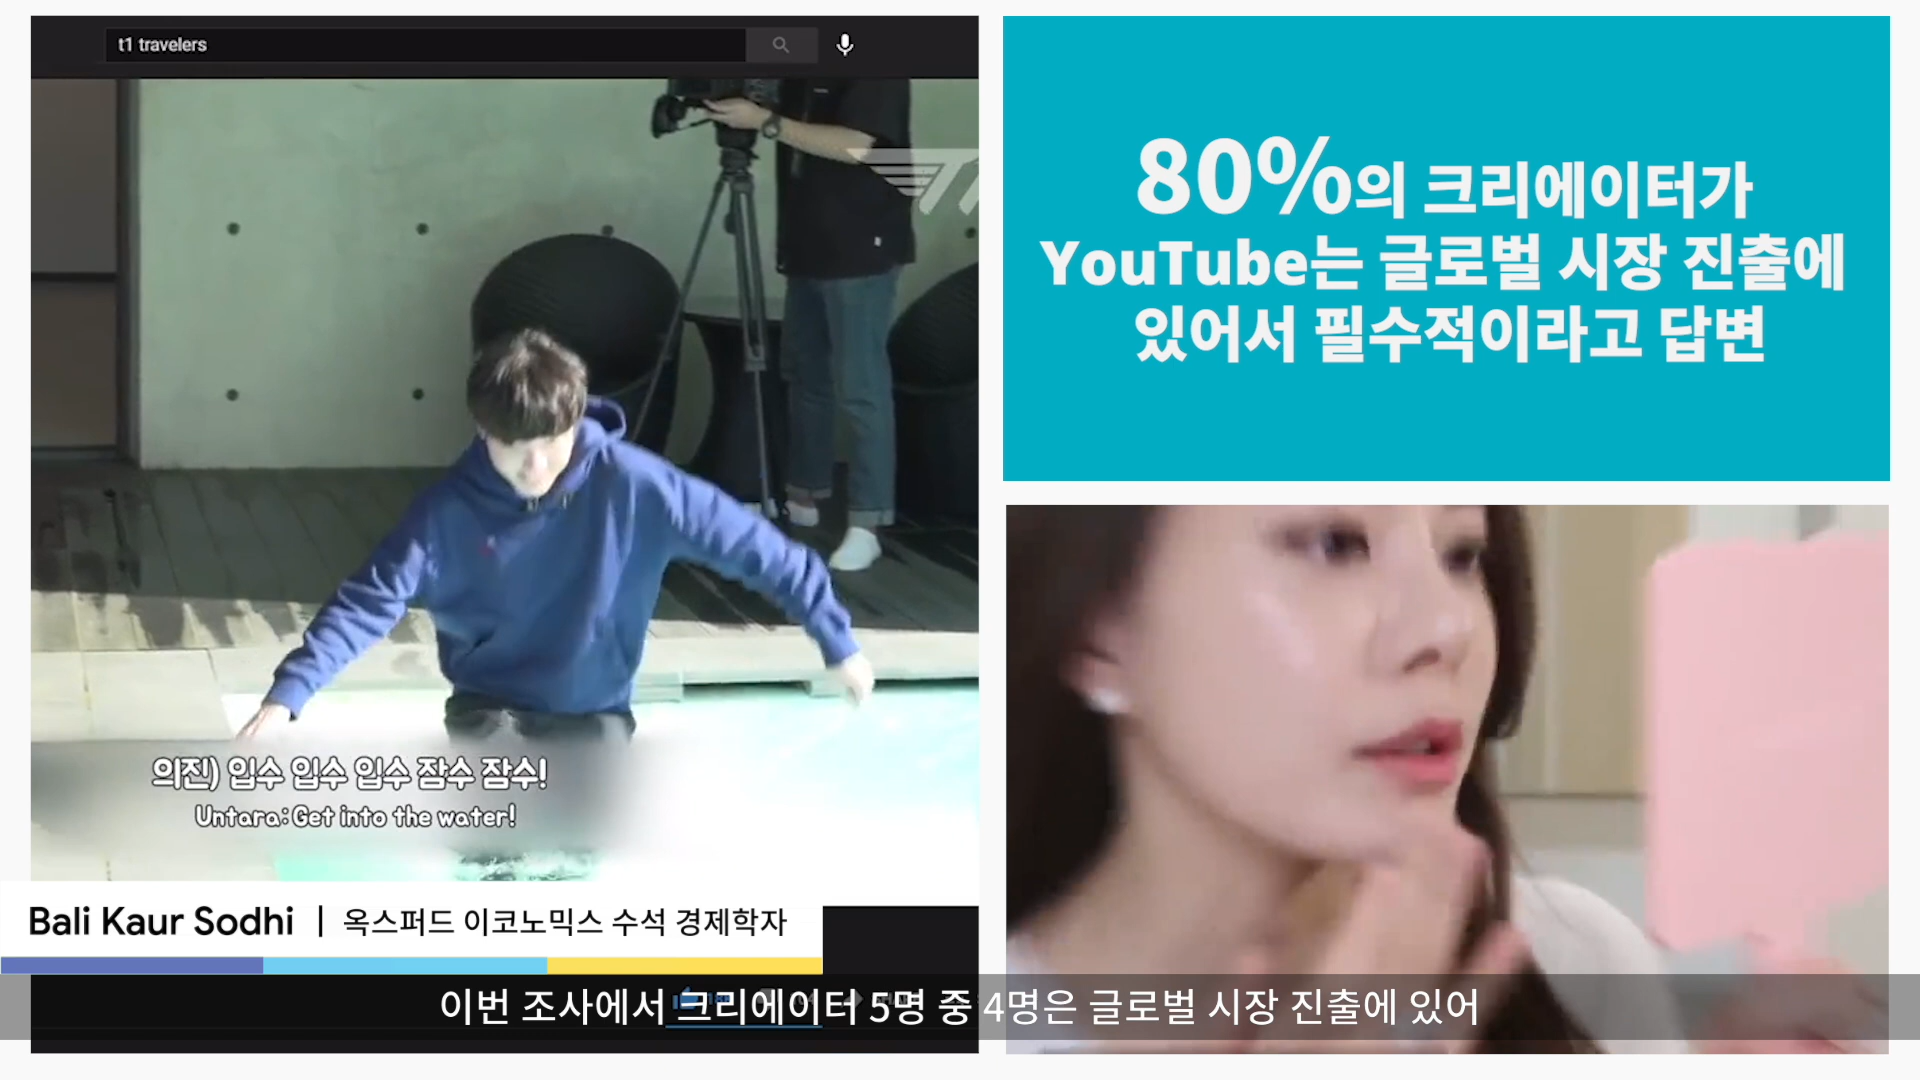 t1 travelers
80%의 크리에이터가
YouTube는 글로벌 시장 진출에
있어서 필수적이라고 답변
의진) 입수 입수 입수 잠수 잠수!
Untara: Get into the water!
Bali Kaur Sodhi | 옥스퍼드 이코노믹스 수석 경제학자
이번 조사에서 크리에이터 5명 중 4명은 글로벌 시장 진출에 있어